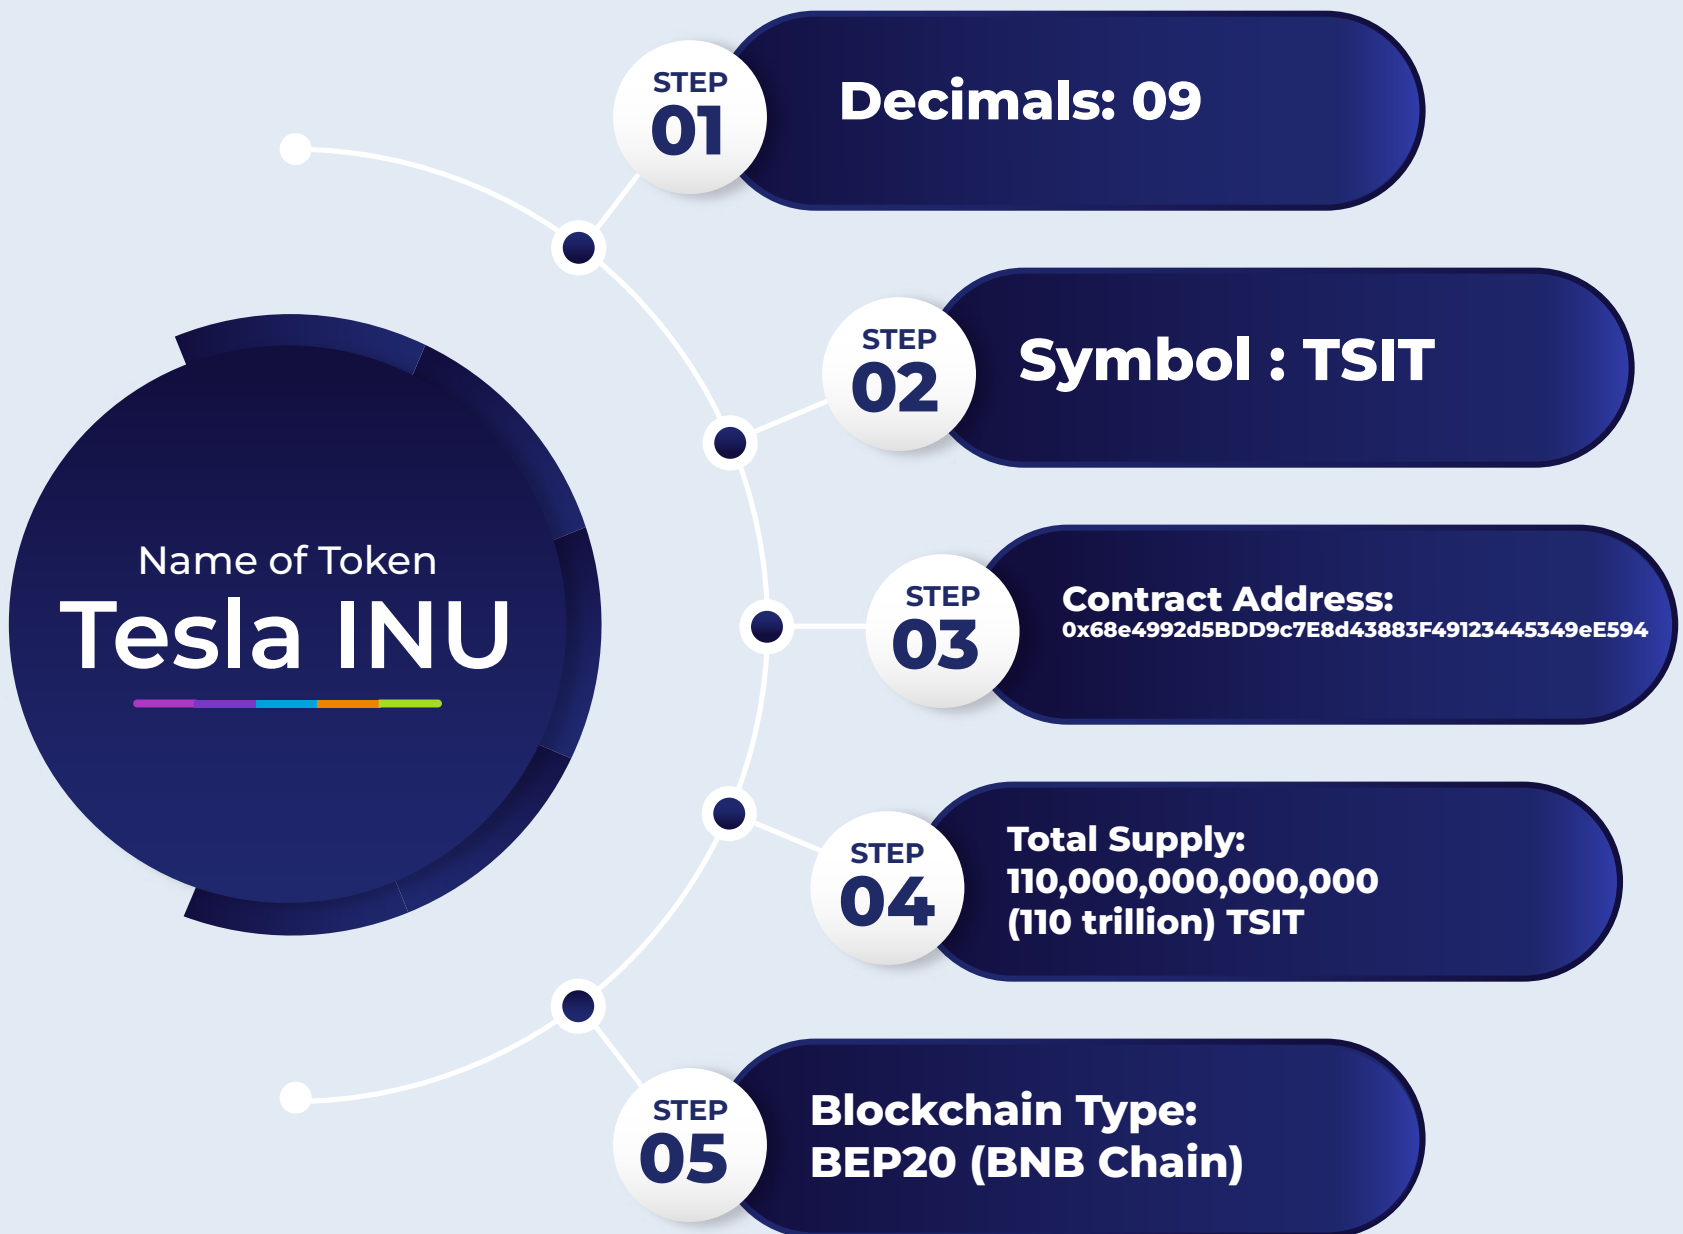 Name of Token
Tesla INU
STEP
01
Decimals: 09
STEP
02
Symbol : TSIT
STEP
03
Contract Address:
0x68e4992d5BDD9c7E8d43883F49123445349eE594
STEP
04
Total Supply:
110,000,000,000,000
(110 trillion) TSIT
STEP
05
Blockchain Type:
BEP20 (BNB Chain)